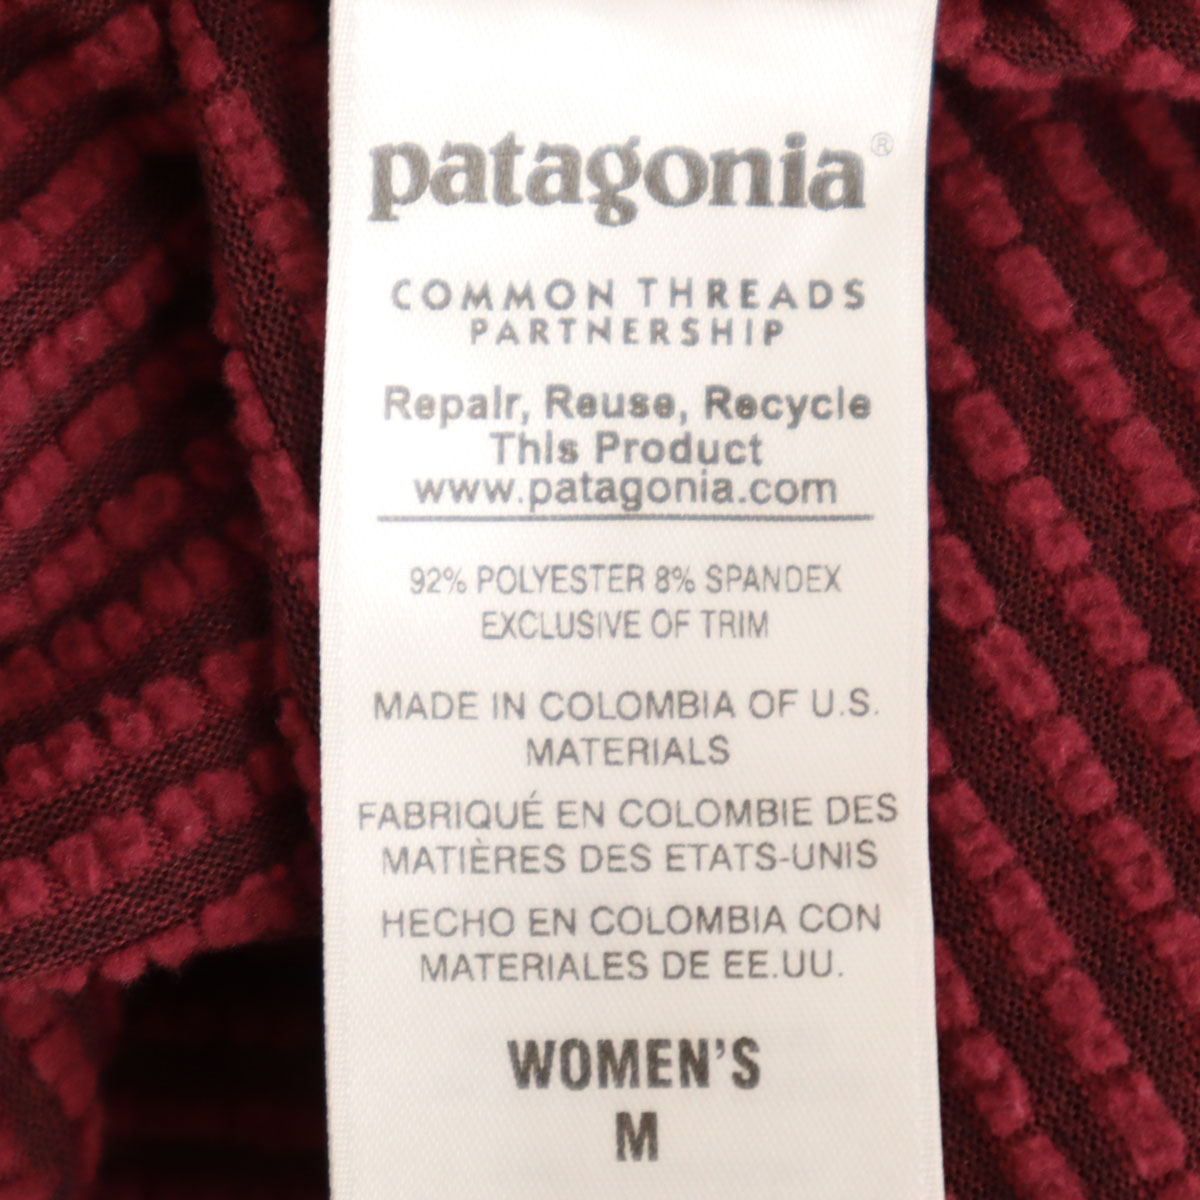 patagonia®
COMMON THREADS
PARTNERSHIP
Repair, Reuse, Recycle
This Product
www.patagonia.com
92% POLYESTER 8% SPANDEX
EXCLUSIVE OF TRIM
MADE IN COLOMBIA OF U.S.
MATERIALS
FABRIQUÉ EN COLOMBIE DES
MATIÈRES DES ETATS-UNIS
HECHO EN COLOMBIA CON
MATERIALES DE EE.UU.
WOMEN'S
M